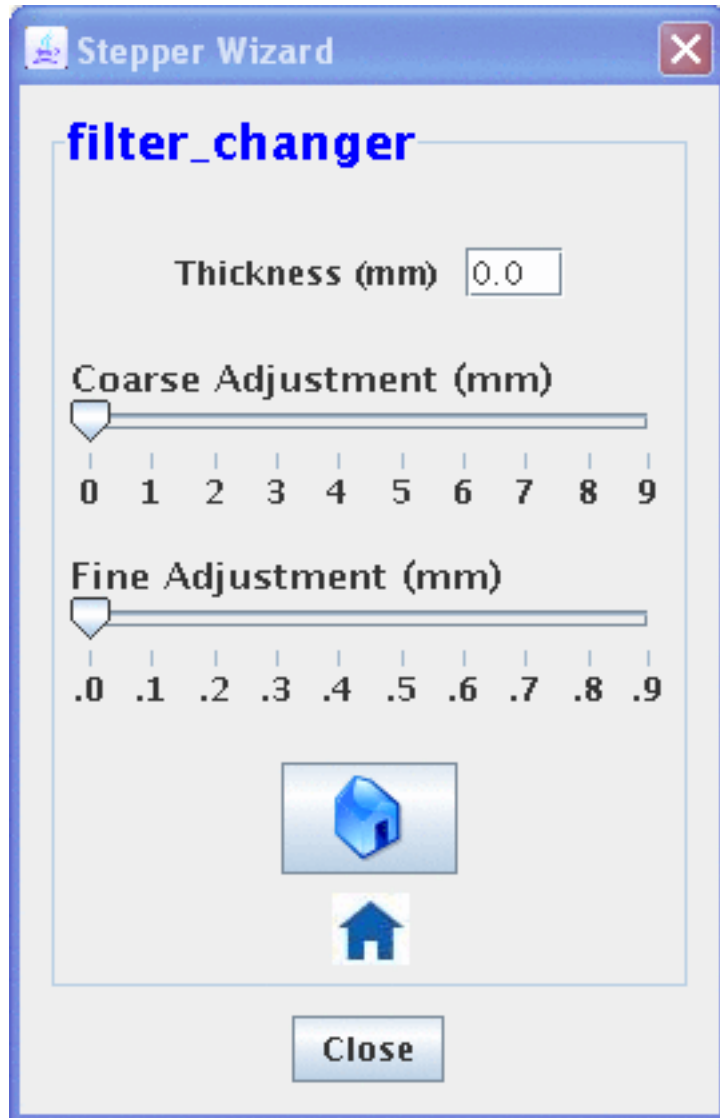 Stepper Wizard
filter_changer
Thickness (mm) 0.0
Coarse Adjustment (mm)
0 1 2 3 4 5 6 7 8 9
Fine Adjustment (mm)
.0 .1 .2 .3 .4 .5 .6 .7 .8 .9
Close